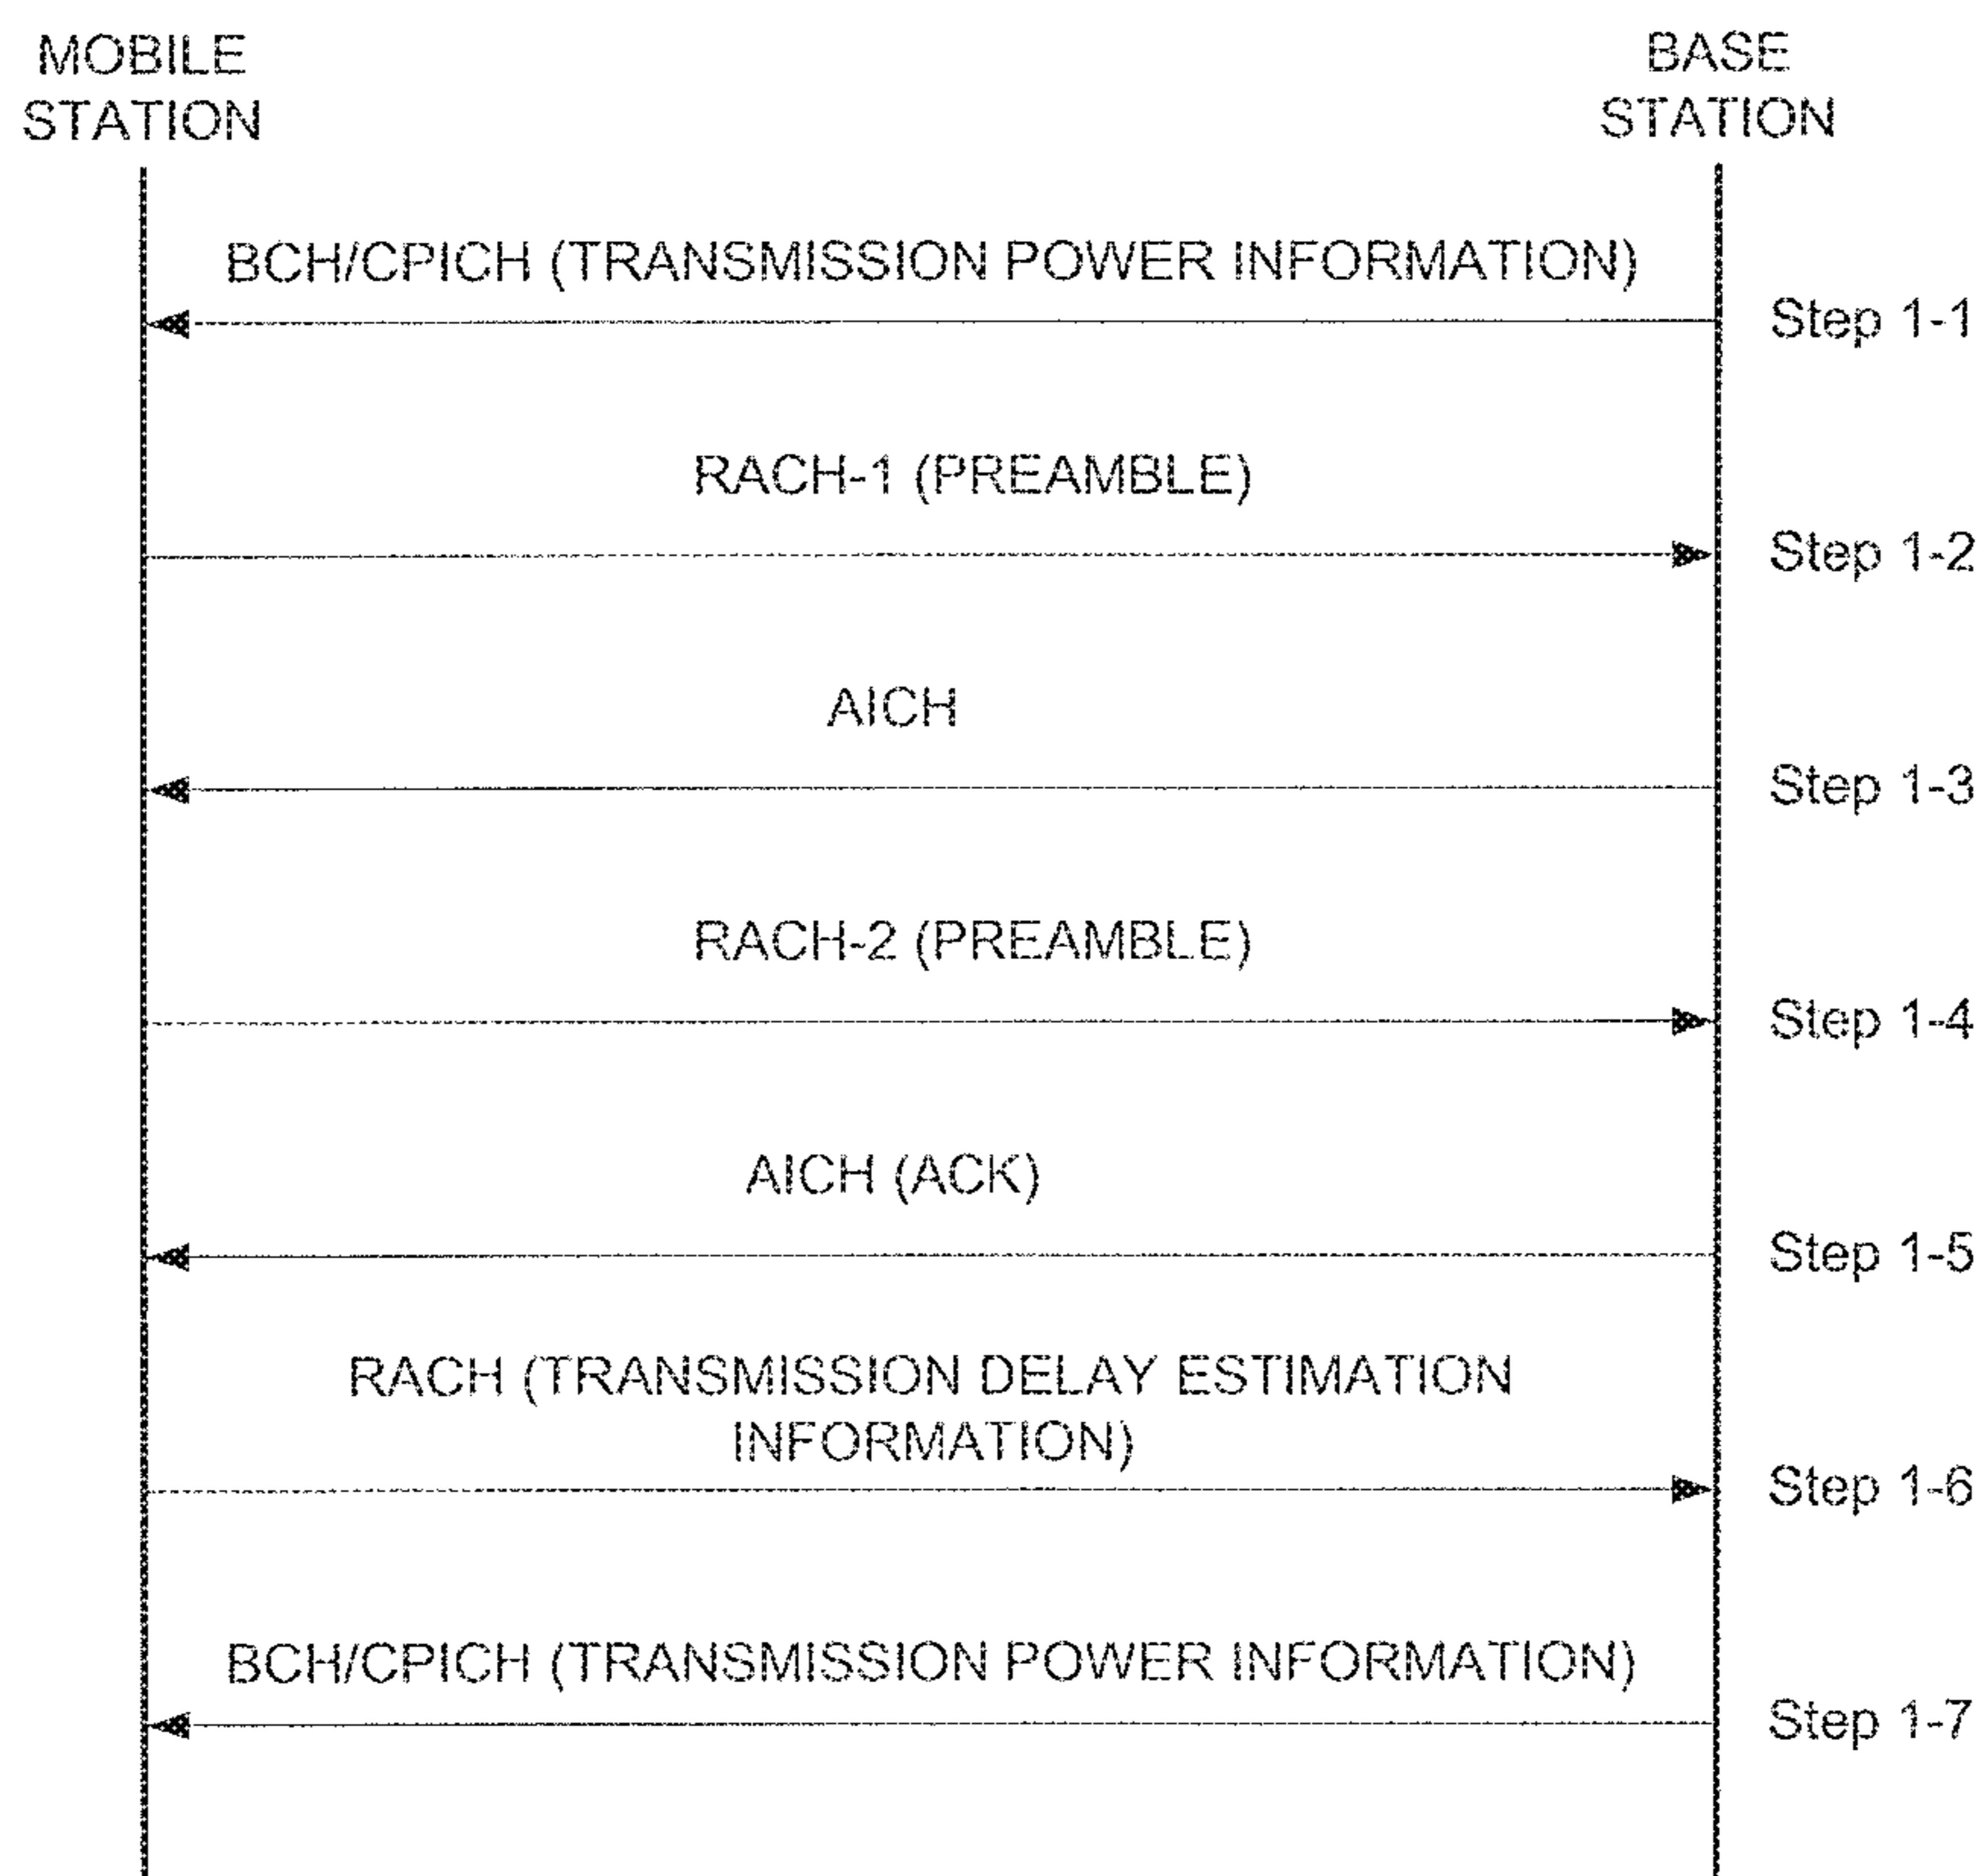 MOBILE
STATION
BASE
STATION
BCH/CPICH (TRANSMISSION POWER INFORMATION)
Step 1-1
RACH-1 (PREAMBLE)
Step 1-2
AICH
Step 1-3
RACH-2 (PREAMBLE)
Step 1-4
AICH (ACK)
Step 1-5
RACH (TRANSMISSION DELAY ESTIMATION
INFORMATION)
Step 1-6
BCH/CPICH (TRANSMISSION POWER INFORMATION)
Step 1-7